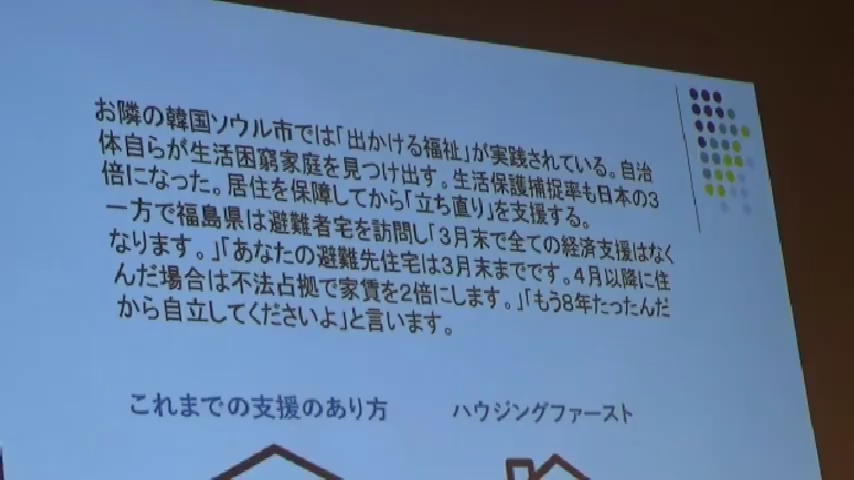 お隣の韓国ソウル市では「出かける福祉」が実践されている。自治
体自らが生活困窮家庭を見つけ出す。生活保護捕捉率も日本の3
倍になった。居住を保障してから「立ち直り」を支援する。
一方で福島県は避難者宅を訪問し「3月末で全ての経済支援はなく
なります。」「あなたの避難先住宅は3月末までです。4月以降に住
んだ場合は不法占拠で家賃を2倍にします。」「もう8年たったんだ
から自立してくださいよ」と言います。
これまでの支援のあり方
ハウジングファースト